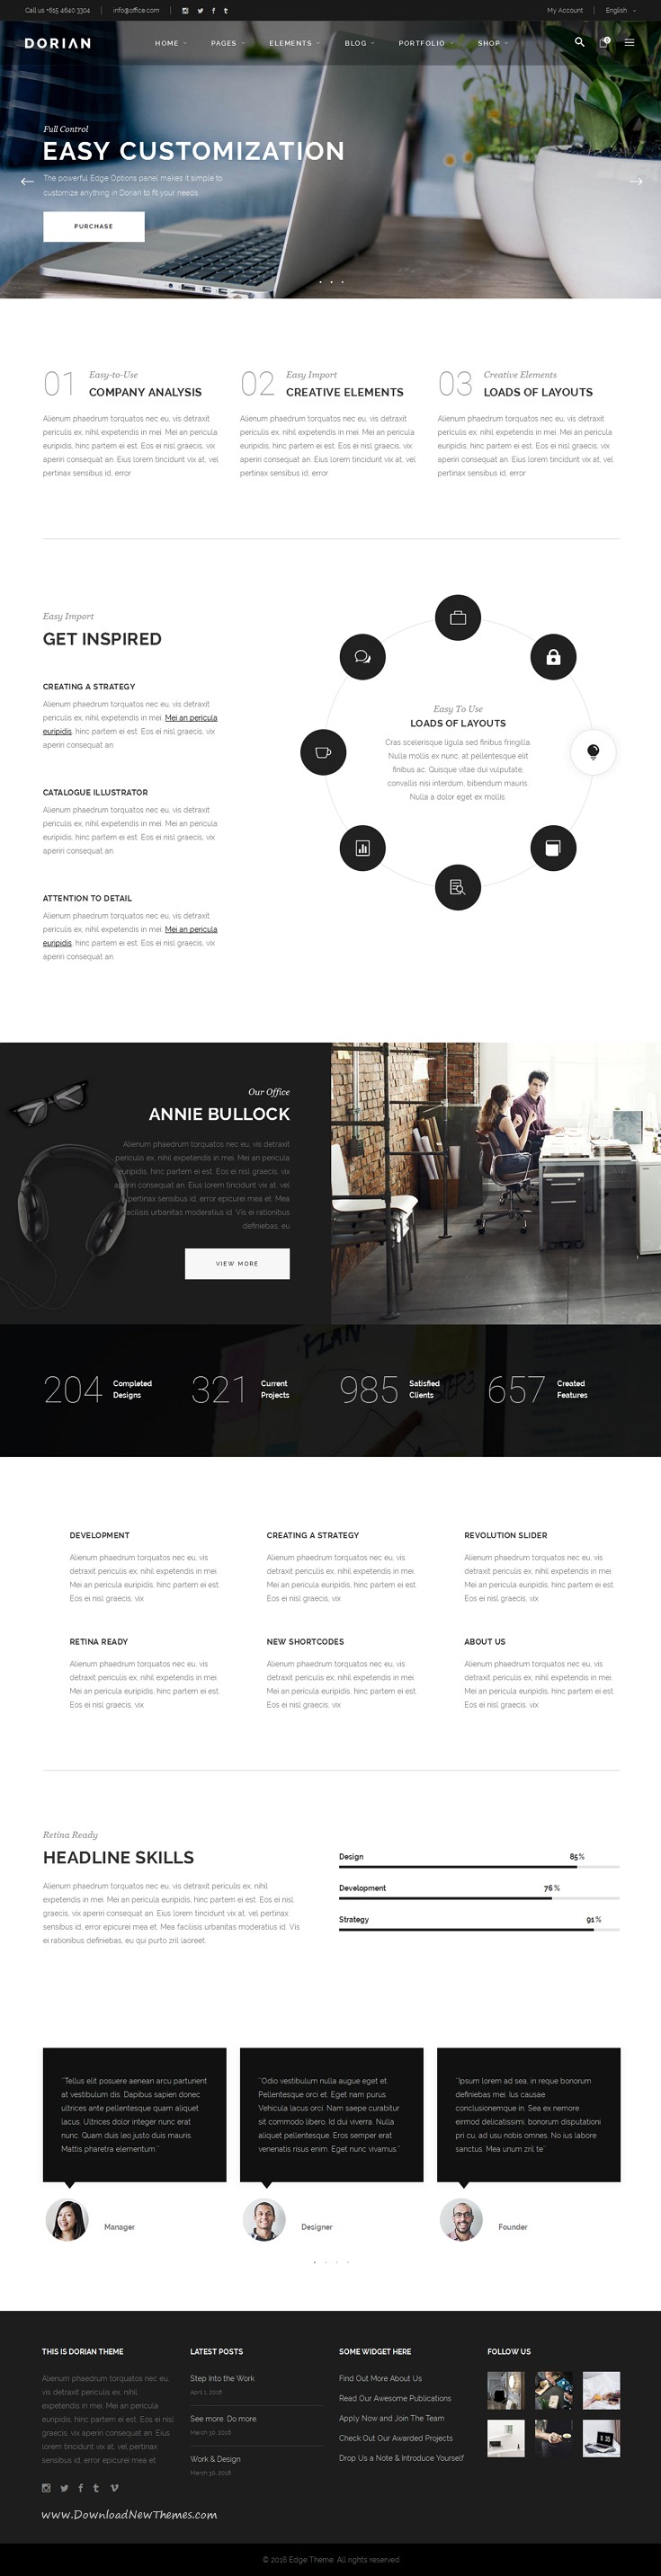 Call us +615 4640 3304
info@office.com
My Account
English
DORIAN
HOME PAGES ELEMENTS BLOG PORTFOLIO SHOP
0
Full Control
EASY CUSTOMIZATION
The powerful Edge Options panel makes it simple to
customize anything in Dorian to fit your needs
PURCHASE
01
Easy-to-Use
COMPANY ANALYSIS
Alienum phaedrum torquatos nec eu, vis detraxit
periculis ex, nihil expetendis in mei. Mei an pericula
euripidis, hinc partem ei est. Eos ei nisl graecis, vix
aperiri consequat an. Eius lorem tincidunt vix at, vel
pertinax sensibus id, error
02
Easy Import
CREATIVE ELEMENTS
Alienum phaedrum torquatos nec eu, vis detraxit
periculis ex, nihil expetendis in mei. Mei an pericula
euripidis, hinc partem ei est. Eos ei nisl graecis, vix
aperiri consequat an. Eius lorem tincidunt vix at, vel
pertinax sensibus id, error
03
Creative Elements
LOADS OF LAYOUTS
Alienum phaedrum torquatos nec eu, vis detraxit
periculis ex, nihil expetendis in mei. Mei an pericula
euripidis, hinc partem ei est. Eos ei nisl graecis, vix
aperiri consequat an. Eius lorem tincidunt vix at, vel
pertinax sensibus id, error
Easy Import
GET INSPIRED
CREATING A STRATEGY
Alienum phaedrum torquatos nec eu, vis detraxit
periculis ex, nihil expetendis in mei. Mei an pericula
euripidis, hinc partem ei est. Eos ei nisl graecis, vix
aperiri consequat an.
CATALOGUE ILLUSTRATOR
Alienum phaedrum torquatos nec eu, vis detraxit
periculis ex, nihil expetendis in mei. Mei an pericula
euripidis, hinc partem ei est. Eos ei nisl graecis, vix
aperiri consequat an.
ATTENTION TO DETAIL
Alienum phaedrum torquatos nec eu, vis detraxit
periculis ex, nihil expetendis in mei. Mei an pericula
euripidis, hinc partem ei est. Eos ei nisl graecis, vix
aperiri consequat an.
Easy To Use
LOADS OF LAYOUTS
Cras scelerisque ligula sed finibus fringilla.
Nulla mollis ex nunc, at pellentesque elit
finibus ac. Quisque vitae dui vulputate,
convallis nisi interdum, bibendum mauris.
Nulla a dolor eget ex mollis
Our Office
ANNIE BULLOCK
Alienum phaedrum torquatos nec eu, vis detraxit
periculis ex, nihil expetendis in mei. Mei an pericula
euripidis, hinc partem ei est. Eos ei nisl graecis, vix
aperiri consequat an. Eius lorem tincidunt vix at, vel
pertinax sensibus id, error epicurei mea et. Mea
facilisis urbanitas moderatius id. Vis ei rationibus
definiebas, eu
VIEW MORE
204
Completed
Designs
321
Current
Projects
985
Satisfied
Clients
657
Created
Features
DEVELOPMENT
Alienum phaedrum torquatos nec eu, vis
detraxit periculis ex, nihil expetendis in mei.
Mei an pericula euripidis, hinc partem ei est.
Eos ei nisl graecis, vix
CREATING A STRATEGY
Alienum phaedrum torquatos nec eu, vis
detraxit periculis ex, nihil expetendis in mei.
Mei an pericula euripidis, hinc partem ei est.
Eos ei nisl graecis, vix
REVOLUTION SLIDER
Alienum phaedrum torquatos nec eu, vis
detraxit periculis ex, nihil expetendis in mei.
Mei an pericula euripidis, hinc partem ei est.
Eos ei nisl graecis, vix
RETINA READY
Alienum phaedrum torquatos nec eu, vis
detraxit periculis ex, nihil expetendis in mei.
Mei an pericula euripidis, hinc partem ei est.
Eos ei nisl graecis, vix
NEW SHORTCODES
Alienum phaedrum torquatos nec eu, vis
detraxit periculis ex, nihil expetendis in mei.
Mei an pericula euripidis, hinc partem ei est.
Eos ei nisl graecis, vix
ABOUT US
Alienum phaedrum torquatos nec eu, vis
detraxit periculis ex, nihil expetendis in mei.
Mei an pericula euripidis, hinc partem ei est.
Eos ei nisl graecis, vix
Retina Ready
HEADLINE SKILLS
Alienum phaedrum torquatos nec eu, vis detraxit periculis ex, nihil
expetendis in mei. Mei an pericula euripidis, hinc partem ei est. Eos ei nisl
graecis, vix aperiri consequat an. Eius lorem tincidunt vix at, vel pertinax
sensibus id, error epicurei mea et. Mea facilisis urbanitas moderatius id. Vis
ei rationibus definiebas, eu qui purto zril laoreet.
Design 85%
Development 76%
Strategy 91%
"Tellus elit posuere aenean arcu parturient
at vestibulum dis. Dapibus sapien donec
ultrices ante pellentesque quam aliquet
lacus. Ultrices dolor integer nunc erat
nunc. Quam duis leo justo duis mauris.
Mattis pharetra elementum."
Manager
"Odio vestibulum nulla augue eget et.
Pellentesque orci et. Eget nam purus.
Vehicula lacus orci. Nam saepe curabitur
sit commodo libero. Id dui viverra. Nulla
aliquet pellentesque. Eros semper erat
venenatis risus enim. Eget nunc vivamus."
Designer
"Ipsum lorem ad sea, in reque bonorum
definiebas mei. Ius causae
conclusionemque in. Sea ex nemore
eirmod delicatissimi, bonorum disputationi
pri cu, ad usu nobis omnes. No ius labore
sanctus. Mea unum zril te"
Founder
THIS IS DORIAN THEME
Alienum phaedrum torquatos nec eu,
vis detraxit periculis ex, nihil
expetendis in mei. Mei an pericula
euripidis, hinc partem ei est. Eos ei nisl
graecis, vix aperiri consequat an. Eius
lorem tincidunt vix at, vel pertinax
sensibus id, error epicurei mea et.
www.DownloadNewThemes.com
LATEST POSTS
Step Into the Work
April 1, 2016
See more. Do more.
March 30, 2016
Work & Design
March 30, 2016
SOME WIDGET HERE
Find Out More About Us
Read Our Awesome Publications
Apply Now and Join The Team
Check Out Our Awarded Projects
Drop Us a Note & Introduce Yourself
FOLLOW US
© 2016 Edge Theme. All rights reserved